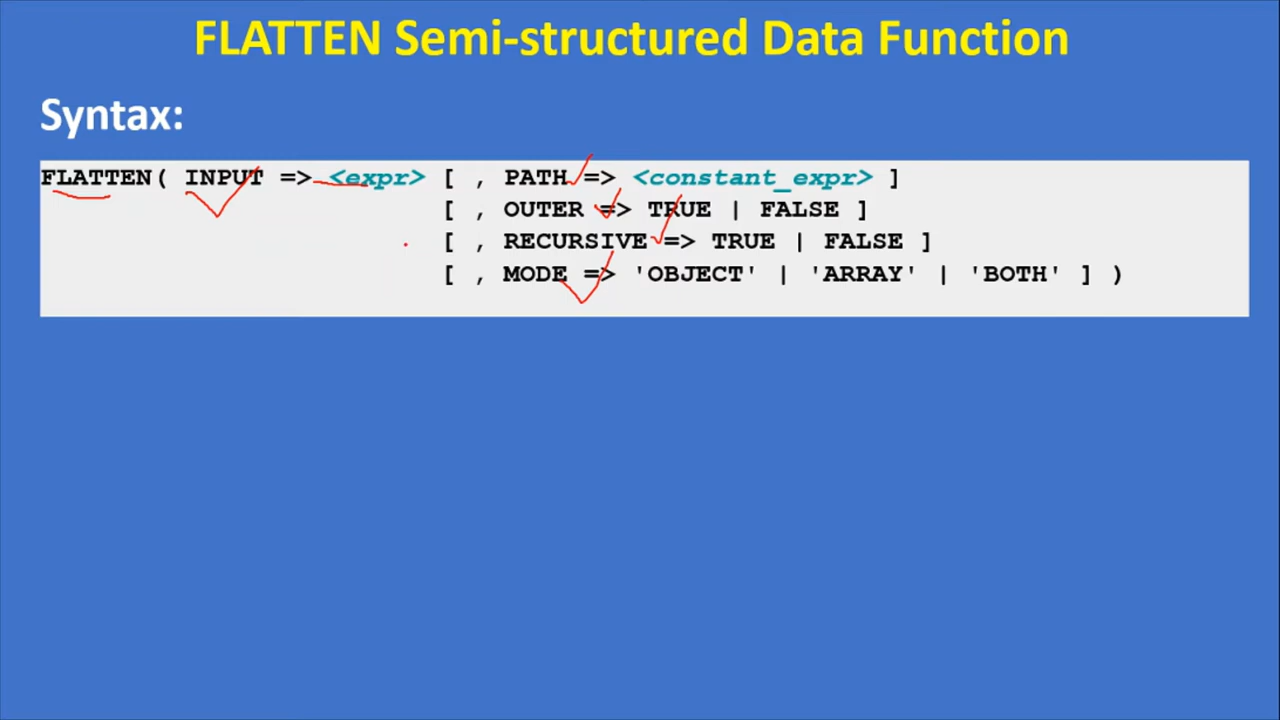 FLATTEN Semi-structured Data Function
Syntax:
FLATTEN( INPUT => <expr> [ , PATH => <constant_expr> ]
[ , OUTER => TRUE | FALSE ]
[ , RECURSIVE => TRUE | FALSE ]
[ , MODE => 'OBJECT' | 'ARRAY' | 'BOTH' ] )